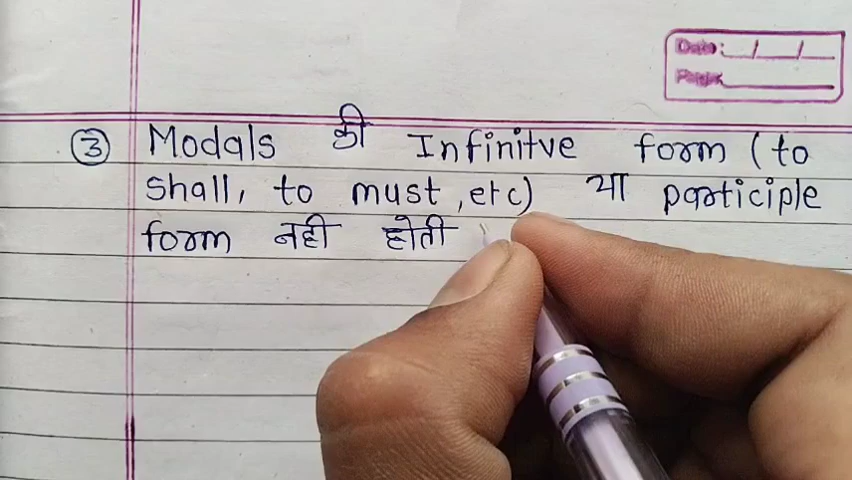 Date: / /
Page:
③ Modals की Infinitve form (to
shall, to must, etc) या participle
form नही होती